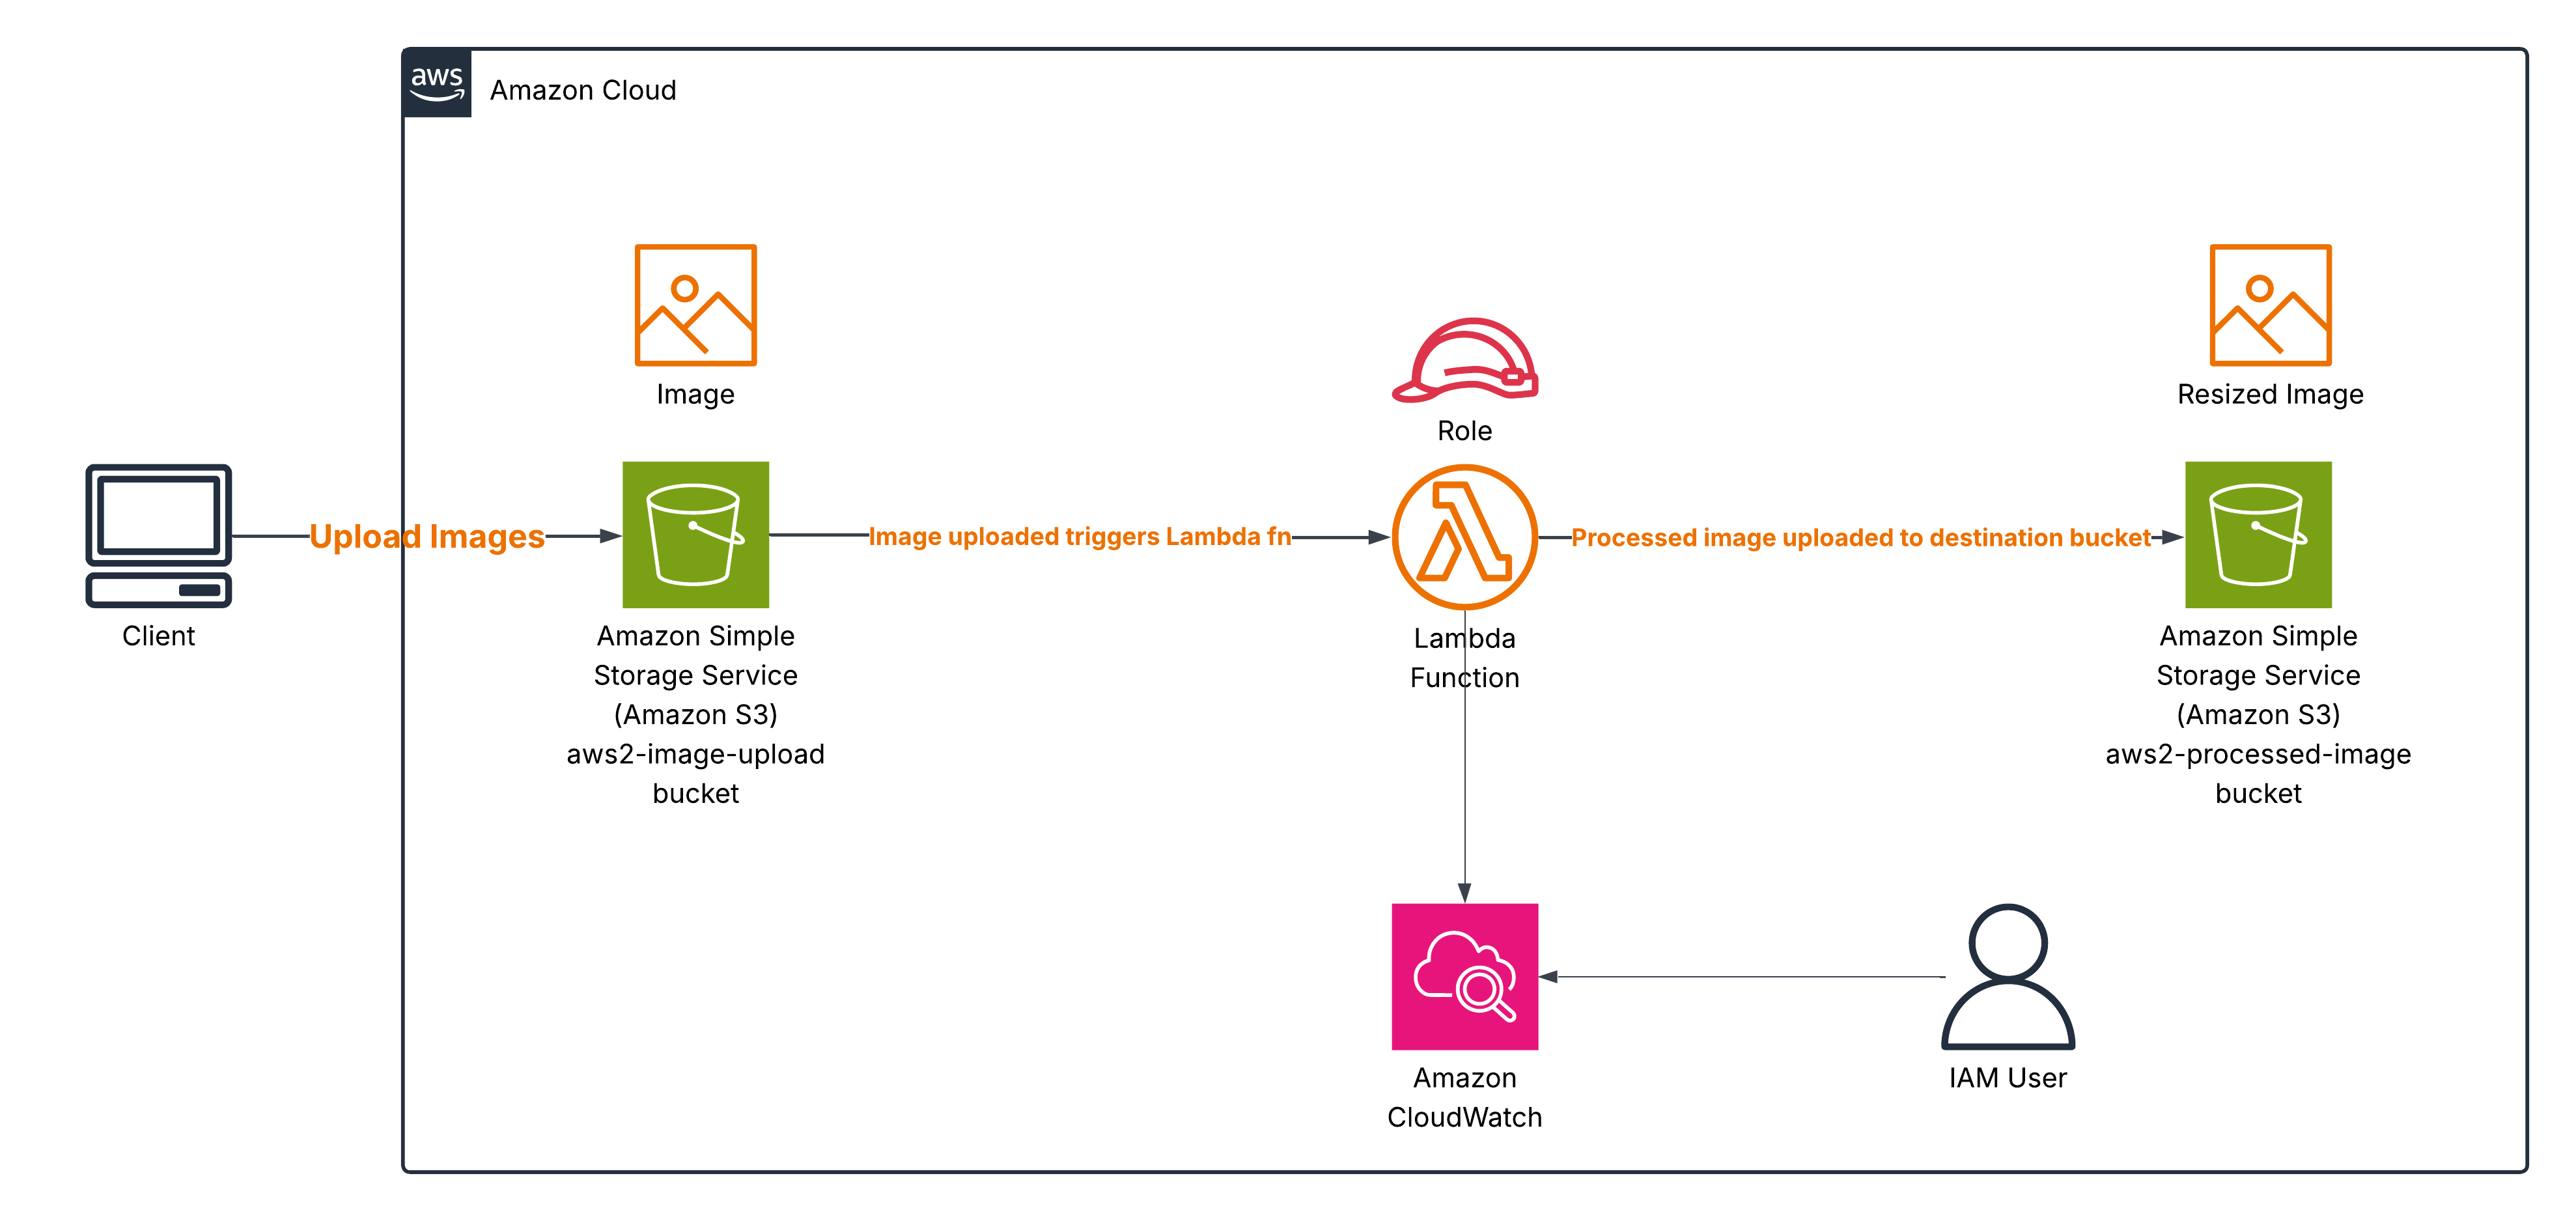 aws
Amazon Cloud
Image
Resized Image
Role
Upload Images
Image uploaded triggers Lambda fn
Processed image uploaded to destination bucket
Client
Amazon Simple
Storage Service
(Amazon S3)
aws2-image-upload
bucket
Lambda
Function
Amazon Simple
Storage Service
(Amazon S3)
aws2-processed-image
bucket
Amazon
CloudWatch
IAM User